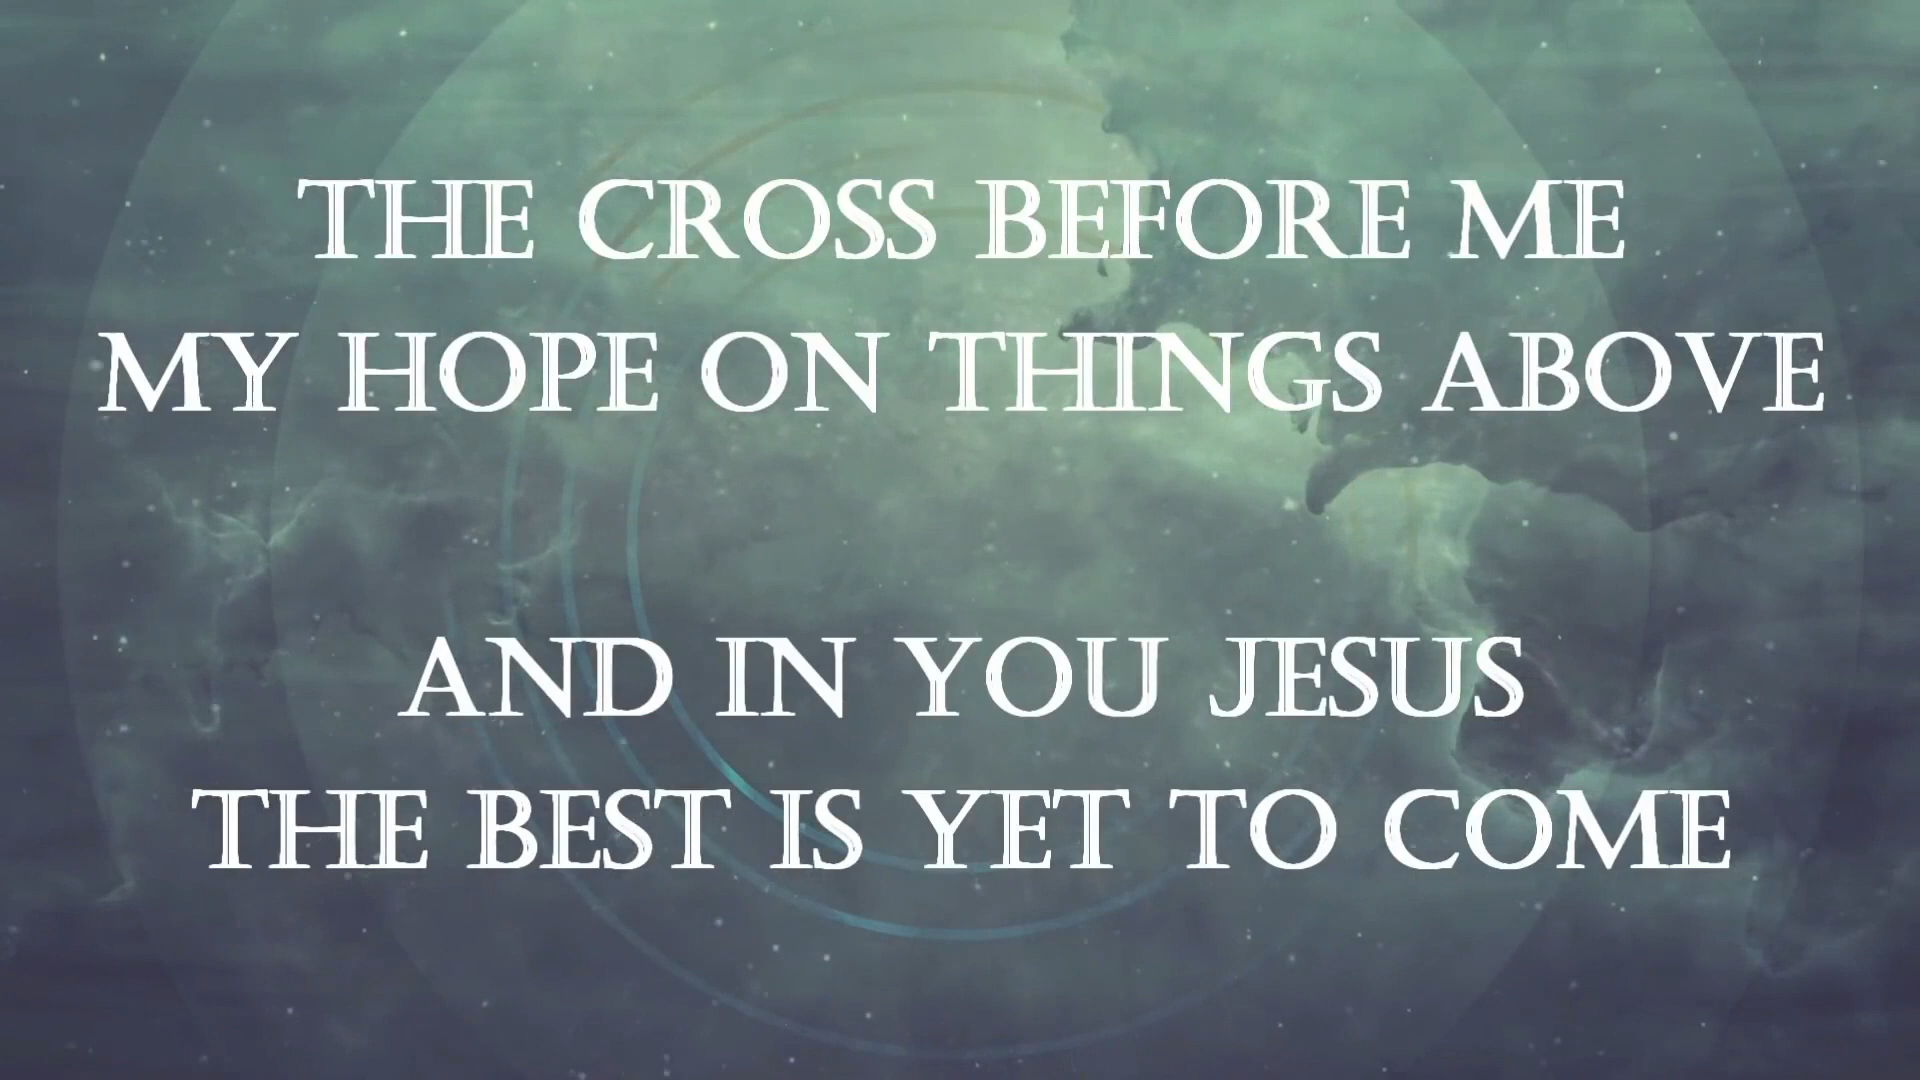 THE CROSS BEFORE ME
MY HOPE ON THINGS ABOVE
AND IN YOU JESUS
THE BEST IS YET TO COME